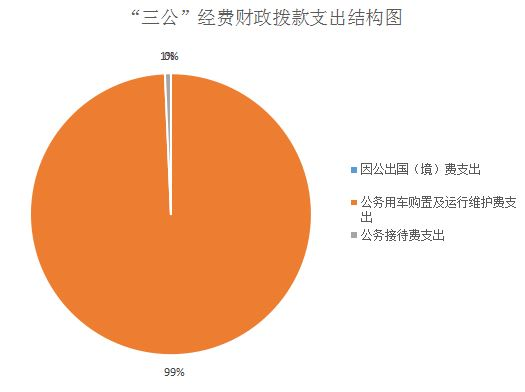 “三公”经费财政拨款支出结构图
1% 0%
因公出国（境）费支出
公务用车购置及运行维护费支
出
公务接待费支出
99%